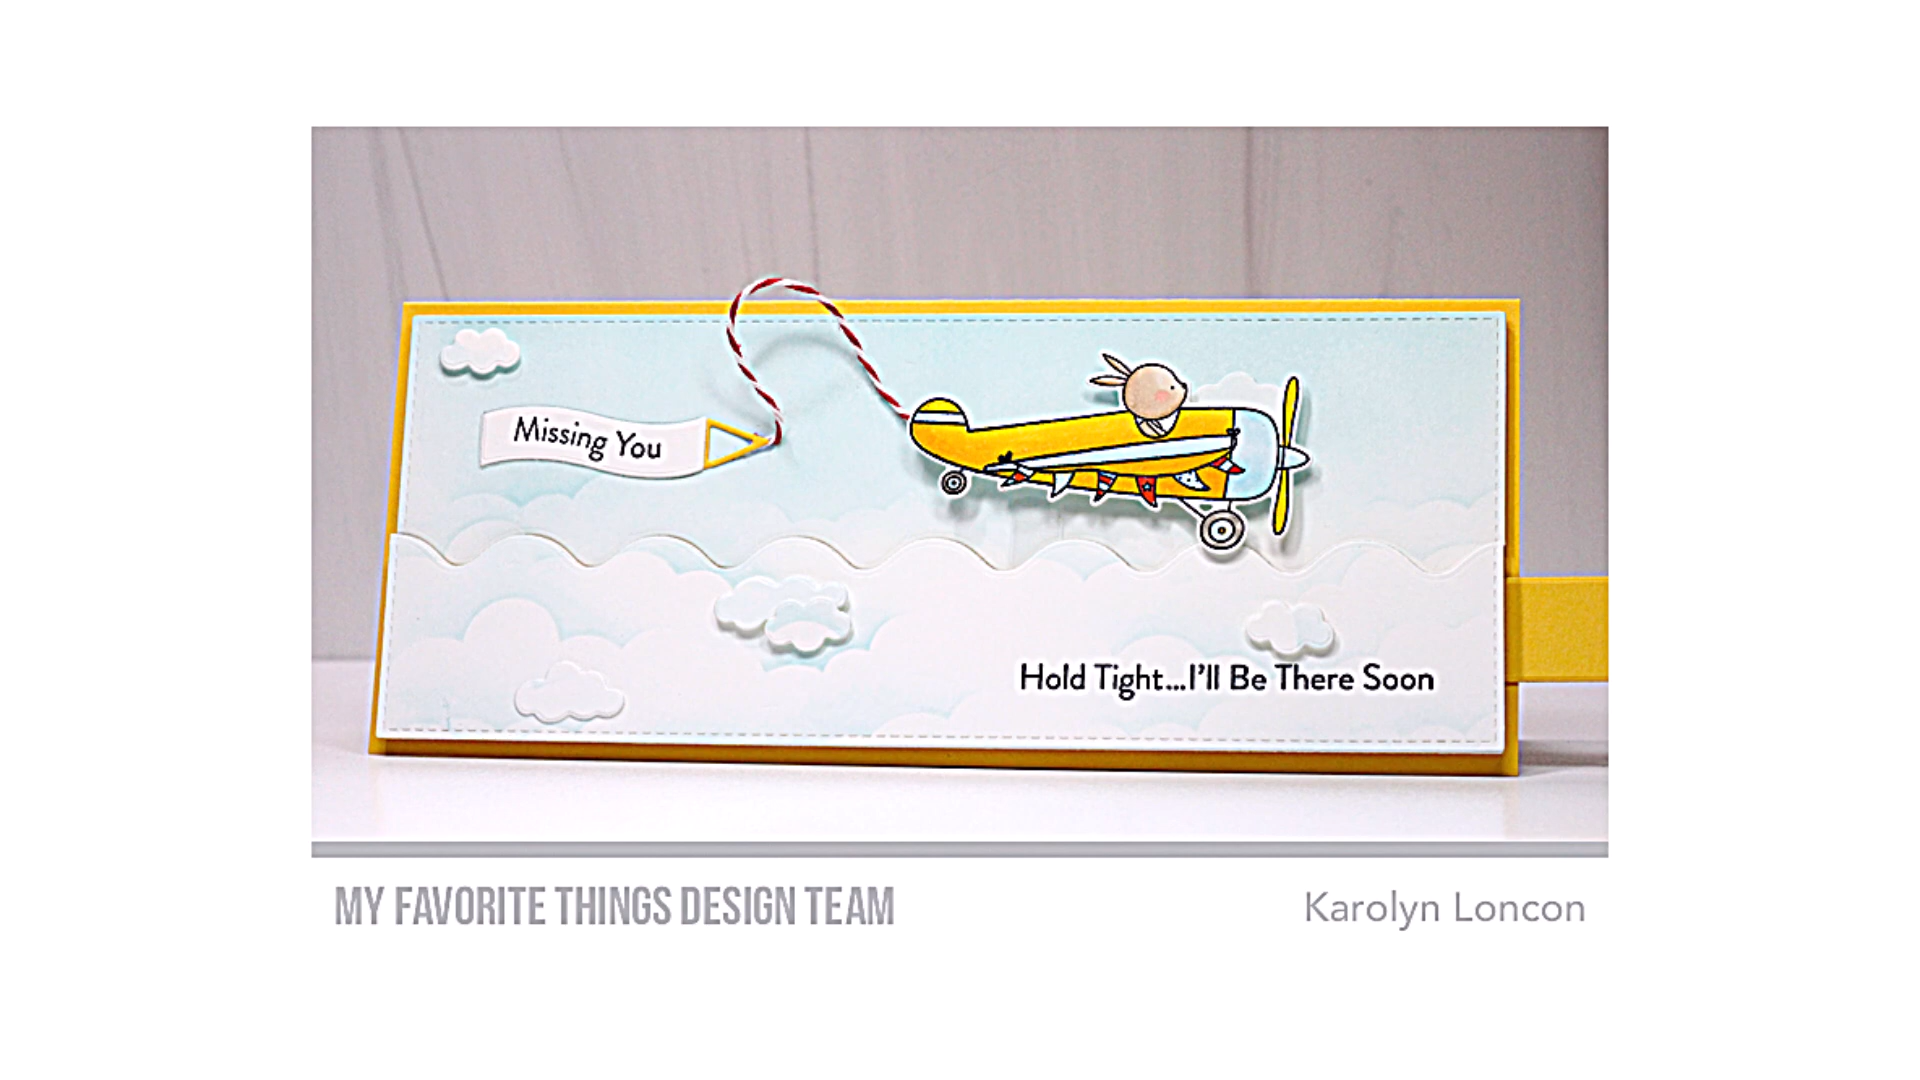 Missing You
Hold Tight...I'll Be There Soon
MY FAVORITE THINGS DESIGN TEAM
Karolyn Loncon